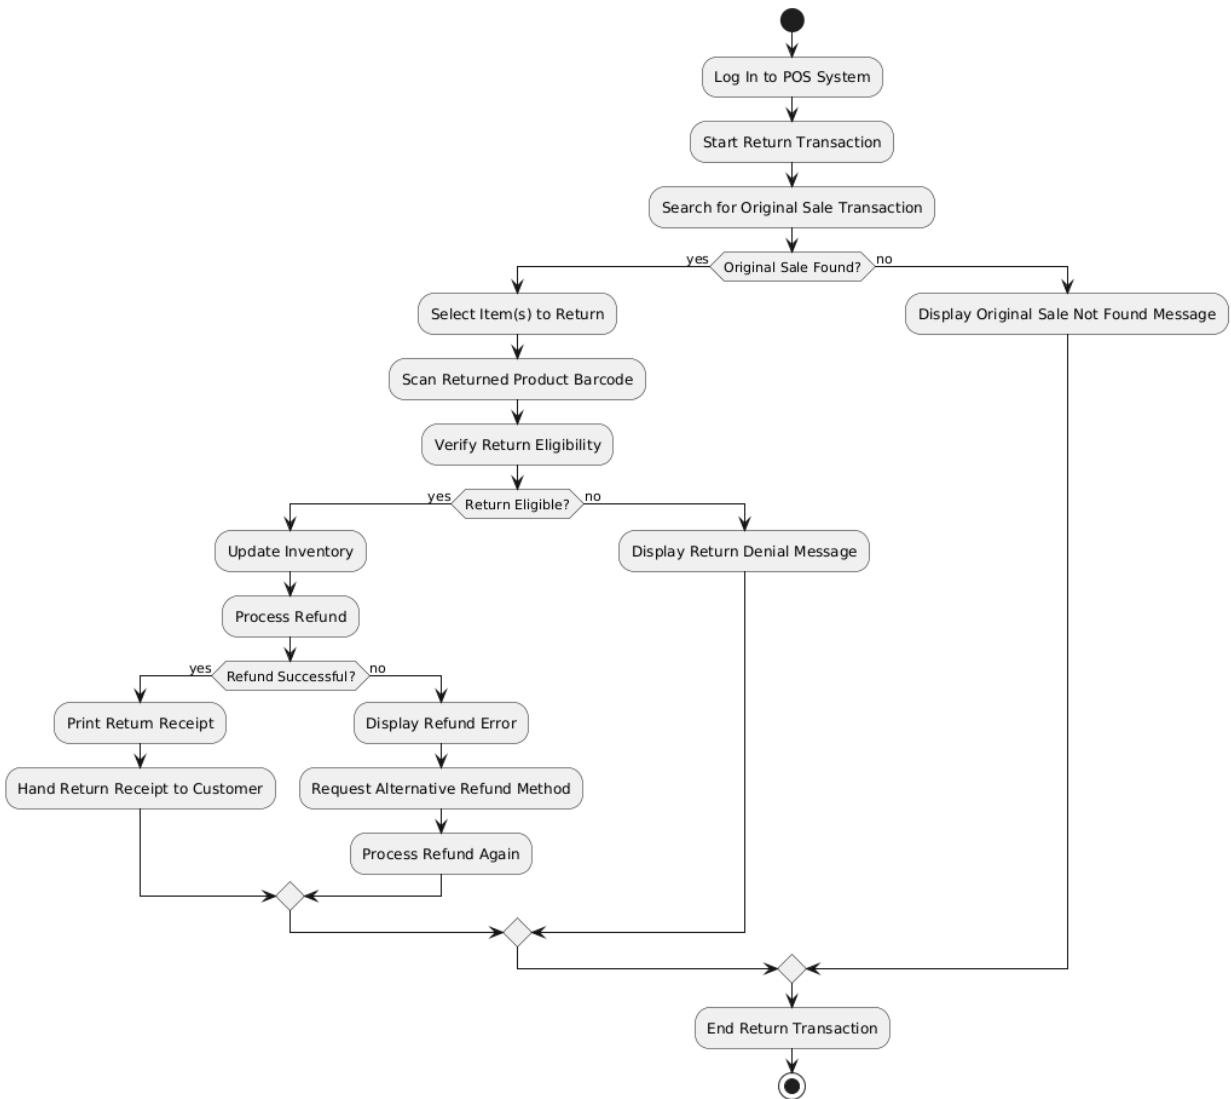 Log In to POS System
Start Return Transaction
Search for Original Sale Transaction
yes
Original Sale Found?
no
Select Item(s) to Return
Display Original Sale Not Found Message
Scan Returned Product Barcode
Verify Return Eligibility
yes
Return Eligible?
no
Update Inventory
Display Return Denial Message
Process Refund
yes
Refund Successful?
no
Print Return Receipt
Display Refund Error
Hand Return Receipt to Customer
Request Alternative Refund Method
Process Refund Again
End Return Transaction